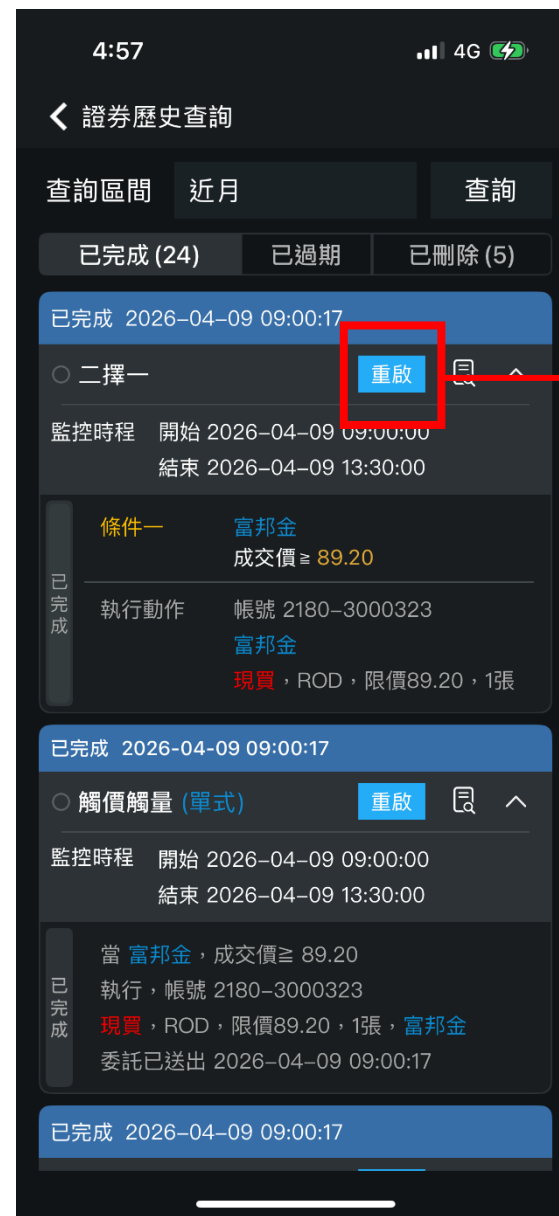 4:57 4G
證券歷史查詢
查詢區間 近月 查詢
已完成 (24) 已過期 已刪除 (5)
已完成 2026-04-09 09:00:17
二擇一 重啟
監控時程 開始 2026-04-09 09:00:00
結束 2026-04-09 13:30:00
條件一 富邦金
成交價≧89.20
已完成
執行動作 帳號 2180-3000323
富邦金
現買，ROD，限價89.20，1張
已完成 2026-04-09 09:00:17
觸價觸量 (單式) 重啟
監控時程 開始 2026-04-09 09:00:00
結束 2026-04-09 13:30:00
已完成
當 富邦金，成交價≧ 89.20
執行，帳號 2180-3000323
現買，ROD，限價89.20，1張，富邦金
委託已送出 2026-04-09 09:00:17
已完成 2026-04-09 09:00:17